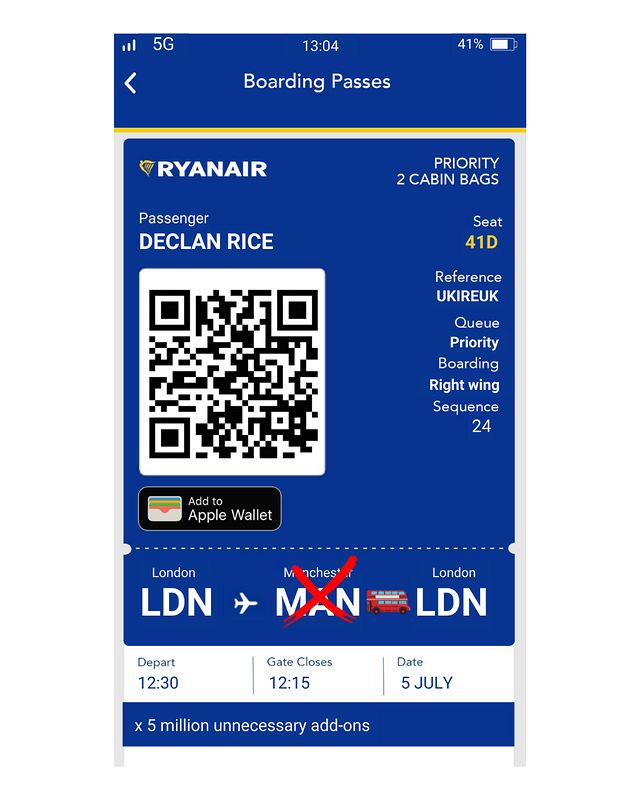 5G 13:04 41%
Boarding Passes
RYANAIR
PRIORITY
2 CABIN BAGS
Passenger
DECLAN RICE
Seat
41D
Reference
UKIREUK
Queue
Priority
Boarding
Right wing
Sequence
24
Add to
Apple Wallet
London Manchester London
LDN MAN LDN
Depart Gate Closes Date
12:30 12:15 5 JULY
x 5 million unnecessary add-ons